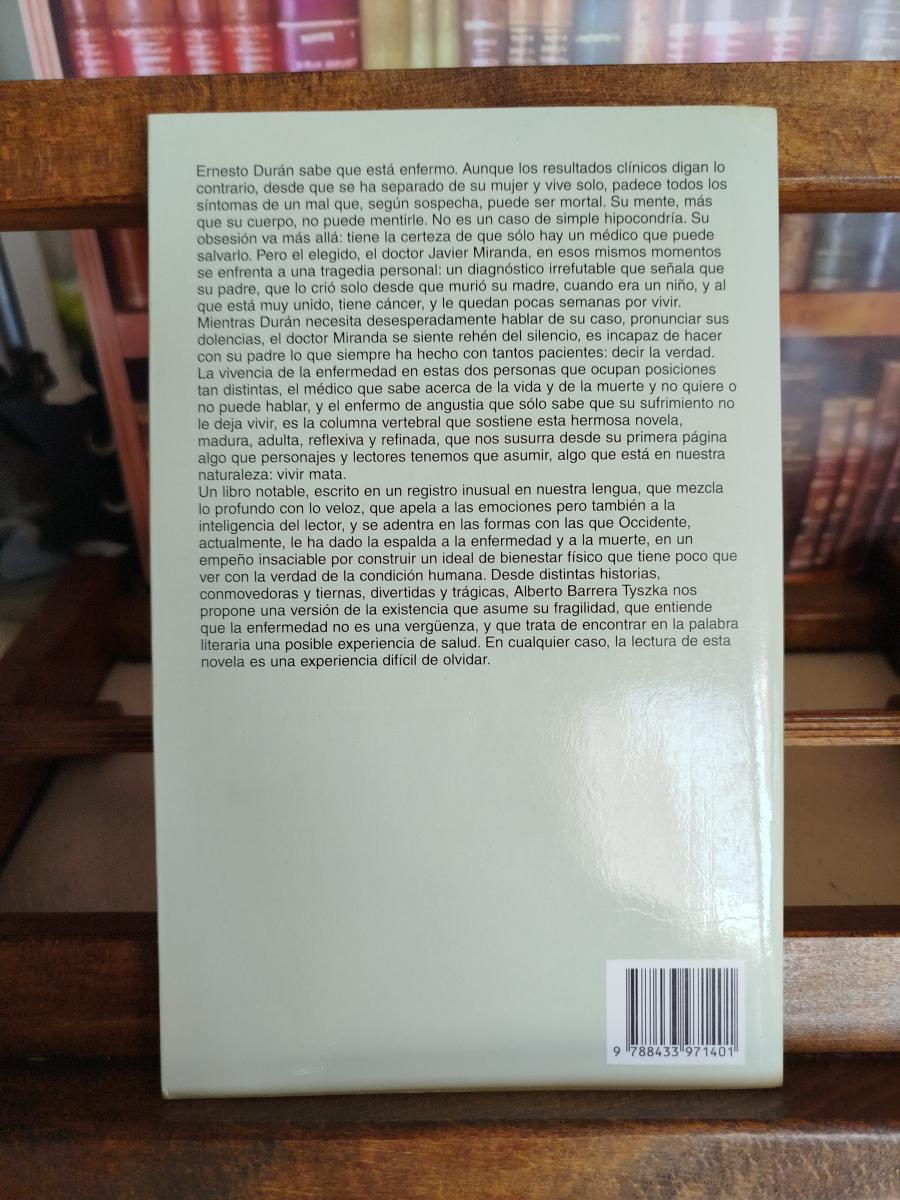 Ernesto Durán sabe que está enfermo. Aunque los resultados clínicos digan lo
contrario, desde que se ha separado de su mujer y vive solo, padece todos los
síntomas de un mal que, según sospecha, puede ser mortal. Su mente, más
que su cuerpo, no puede mentirle. No es un caso de simple hipocondría. Su
obsesión va más allá: tiene la certeza de que sólo hay un médico que puede
salvarlo. Pero el elegido, el doctor Javier Miranda, en esos mismos momentos
se enfrenta a una tragedia personal: un diagnóstico irrefutable que señala que
su padre, que lo crió solo desde que murió su madre, cuando era un niño, y al
que está muy unido, tiene cáncer, y le quedan pocas semanas por vivir.
Mientras Durán necesita desesperadamente hablar de su caso, pronunciar sus
dolencias, el doctor Miranda se siente rehén del silencio, es incapaz de hacer
con su padre lo que siempre ha hecho con tantos pacientes: decir la verdad.
La vivencia de la enfermedad en estas dos personas que ocupan posiciones
tan distintas, el médico que sabe acerca de la vida y de la muerte y no quiere o
no puede hablar, y el enfermo de angustia que sólo sabe que su sufrimiento no
le deja vivir, es la columna vertebral que sostiene esta hermosa novela,
madura, adulta, reflexiva y refinada, que nos susurra desde su primera página
algo que personajes y lectores tenemos que asumir, algo que está en nuestra
naturaleza: vivir mata.
Un libro notable, escrito en un registro inusual en nuestra lengua, que mezcla
lo profundo con lo veloz, que apela a las emociones pero también a la
inteligencia del lector, y se adentra en las formas con las que Occidente,
actualmente, le ha dado la espalda a la enfermedad y a la muerte, en un
empeño insaciable por construir un ideal de bienestar físico que tiene poco que
ver con la verdad de la condición humana. Desde distintas historias,
conmovedoras y tiernas, divertidas y trágicas, Alberto Barrera Tyszka nos
propone una versión de la existencia que asume su fragilidad, que entiende
que la enfermedad no es una vergüenza, y que trata de encontrar en la palabra
literaria una posible experiencia de salud. En cualquier caso, la lectura de esta
novela es una experiencia difícil de olvidar.
9 788433 971401